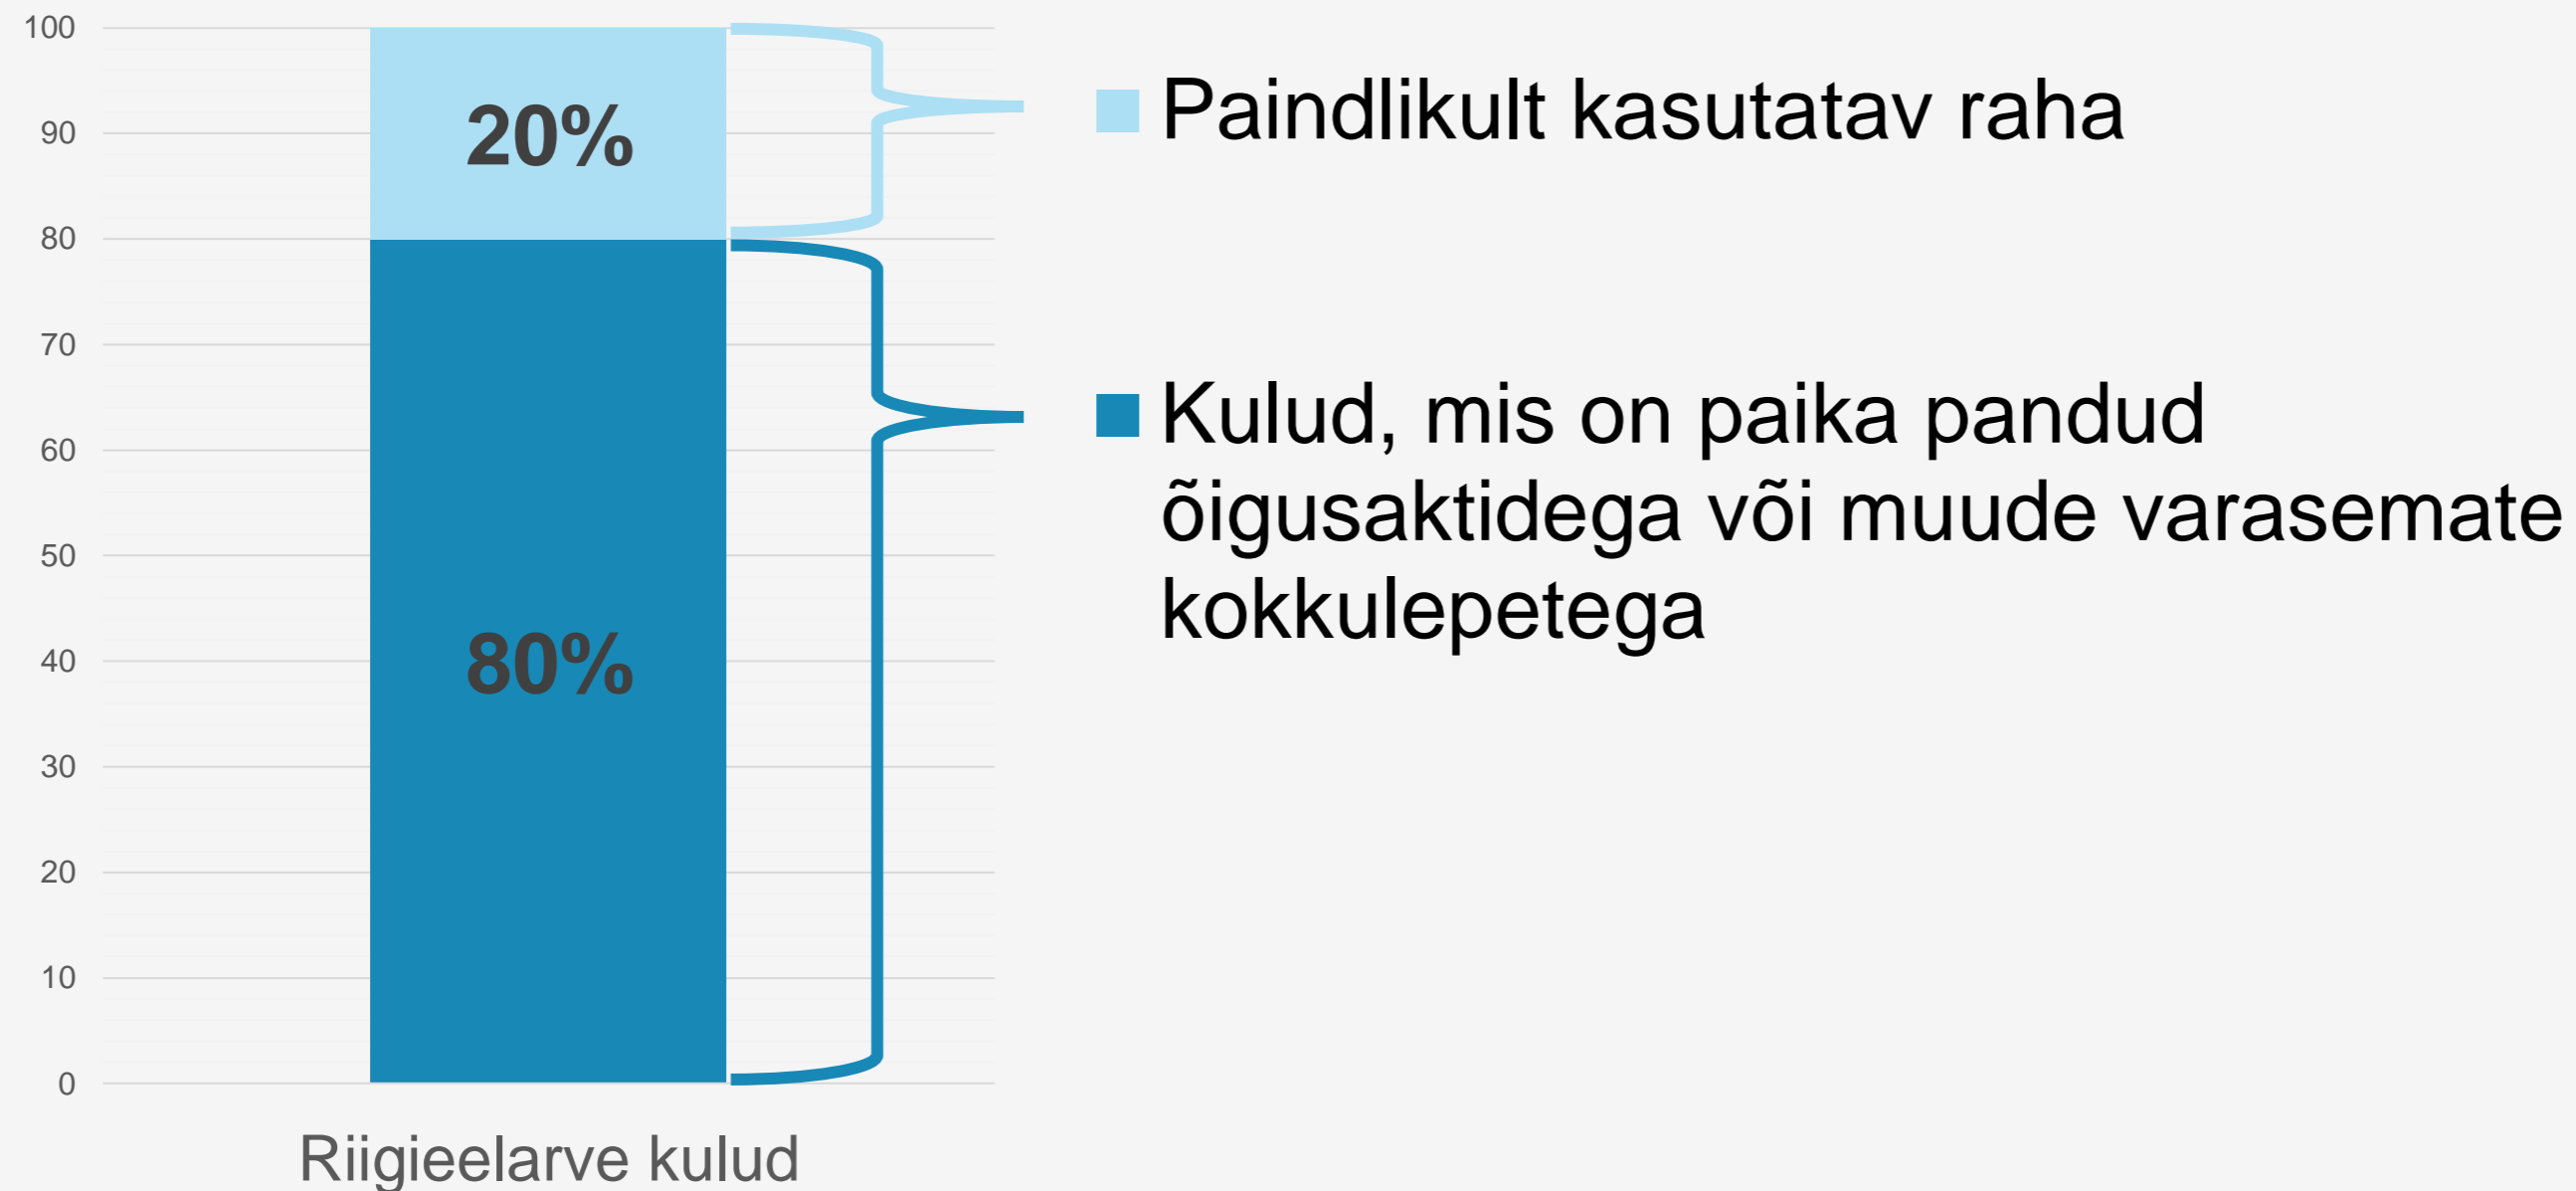 100
90
80
70
60
50
40
30
20
10
0
20%
80%
Riigieelarve kulud
Paindlikult kasutatav raha
Kulud, mis on paika pandud
õigusaktidega või muude varasemate
kokkulepetega